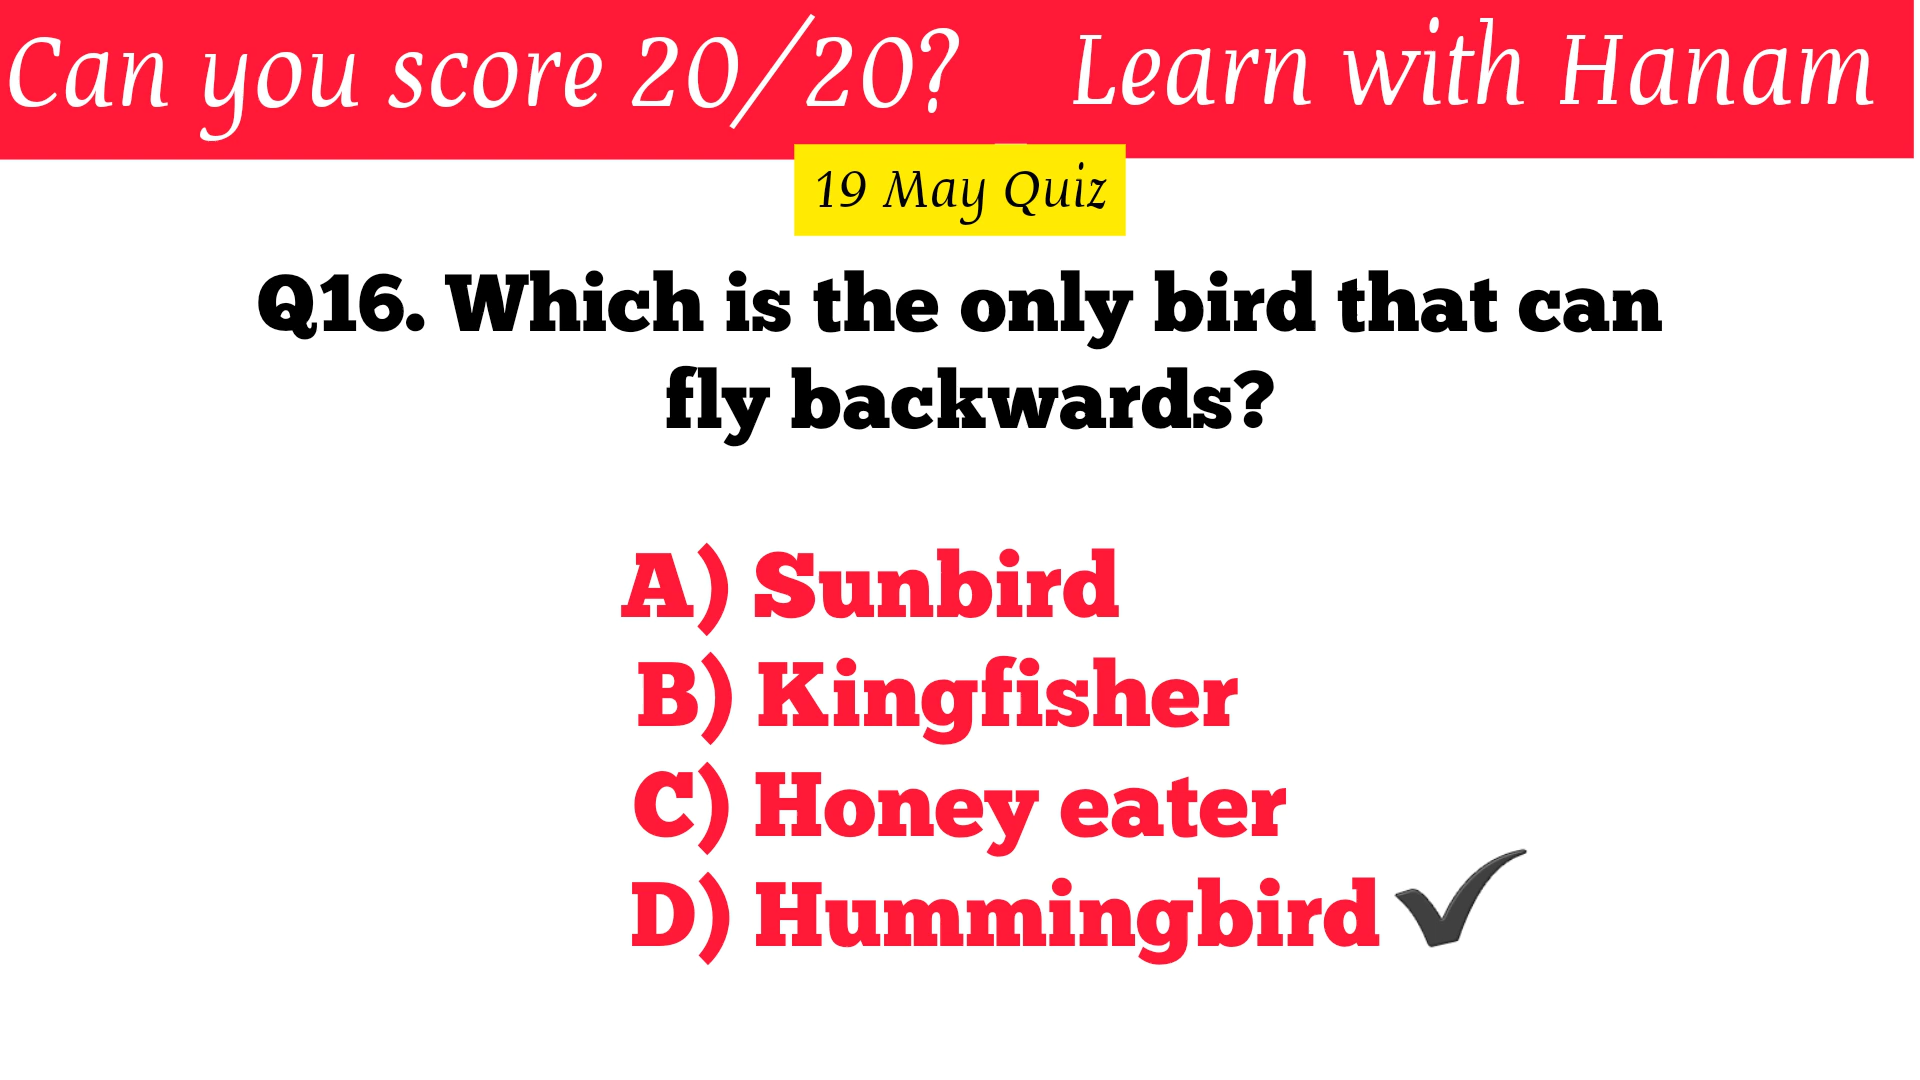 Can you score 20/20? Learn with Hanam
19 May Quiz
Q16. Which is the only bird that can
fly backwards?
A) Sunbird
B) Kingfisher
C) Honey eater
D) Hummingbird